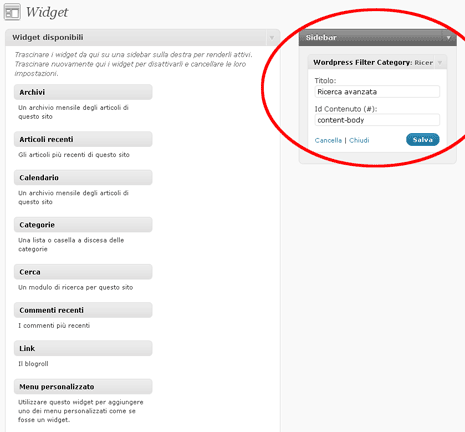 Widget
Widget disponibili
Trascinare i widget da qui su una sidebar sulla destra per renderli attivi.
Trascinare nuovamente qui i widget per disattivarli e cancellare le loro
impostazioni.
Archivi
Un archivio mensile degli articoli di
questo sito
Articoli recenti
Gli articoli più recenti di questo sito
Calendario
Un archivio mensile degli articoli di
questo sito
Categorie
Una lista o casella a discesa delle
categorie
Cerca
Un modulo di ricerca per questo sito
Commenti recenti
I commenti più recenti
Link
Il blogroll
Menu personalizzato
Utilizzare questo widget per aggiungere
uno dei menu personalizzati come se
fosse un widget.
Sidebar
Wordpress Filter Category: Ricer
Titolo:
Ricerca avanzata
Id Contenuto (#):
content-body
Cancella | Chiudi
Salva